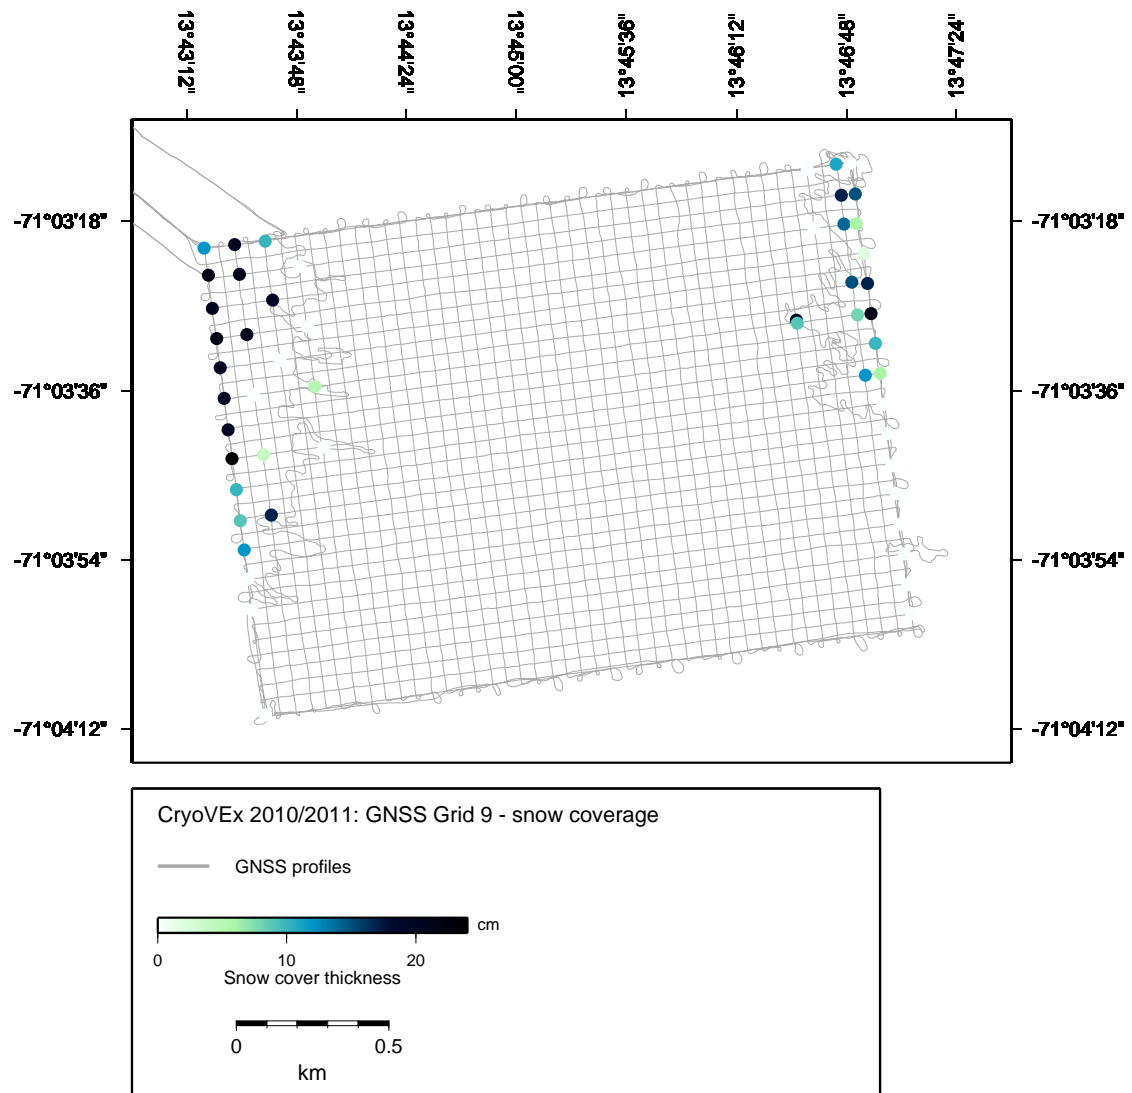 13°43'12" 13°43'48" 13°44'24" 13°45'00" 13°45'36" 13°46'12" 13°46'48" 13°47'24"
-71°03'18" -71°03'18"
-71°03'36" -71°03'36"
-71°03'54" -71°03'54"
-71°04'12" -71°04'12"
CryoVEx 2010/2011: GNSS Grid 9 - snow coverage
GNSS profiles
cm
0 10 20
Snow cover thickness
0 0.5
km